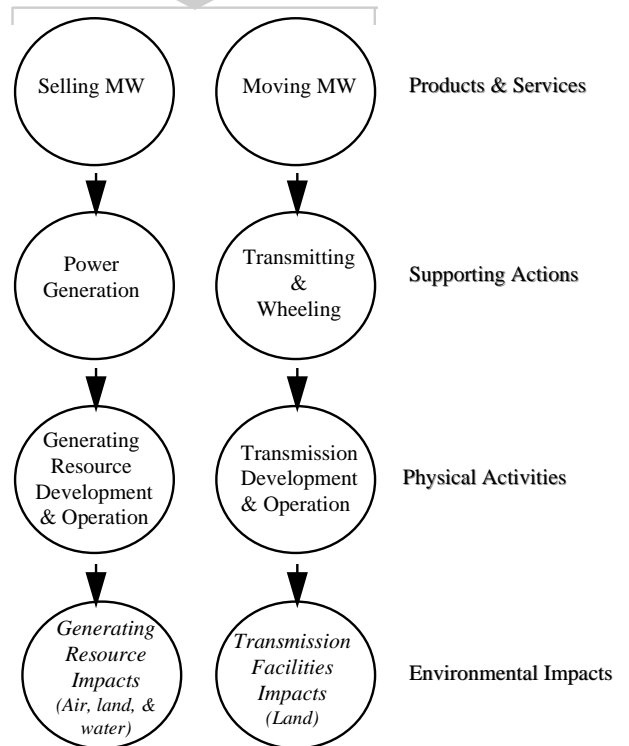 Selling MW
Moving MW
Products & Services
Power
Generation
Transmitting
&
Wheeling
Supporting Actions
Generating
Resource
Development
& Operation
Transmission
Development
& Operation
Physical Activities
Generating
Resource
Impacts
(Air, land, &
water)
Transmission
Facilities
Impacts
(Land)
Environmental Impacts